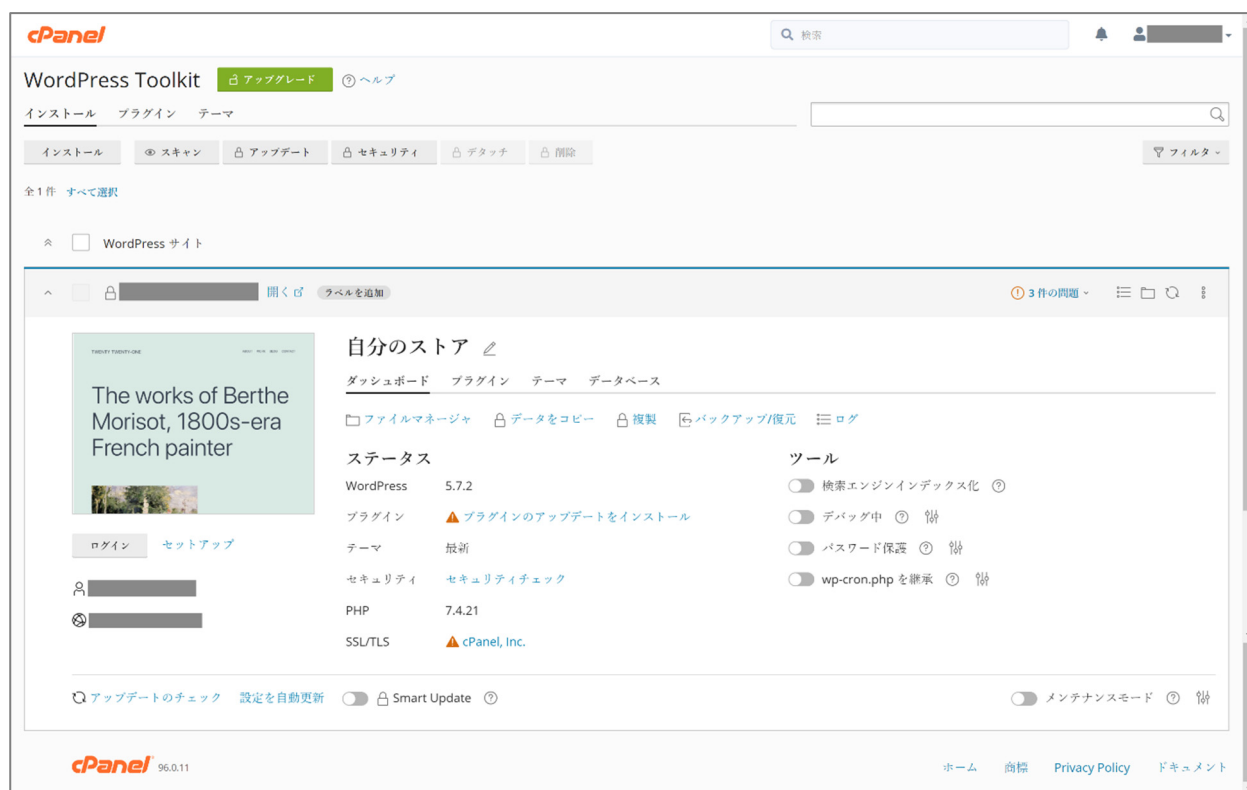 cPanel 検索
WordPress Toolkit アップグレード ヘルプ
インストール プラグイン テーマ
インストール スキャン アップデート セキュリティ デタッチ 削除 フィルタ
全1件 すべて選択
WordPress サイト
開く ラベルを追加 3 件の問題
TWENTY TWENTY-ONE
The works of Berthe
Morisot, 1800s-era
French painter
ログイン セットアップ
自分のストア
ダッシュボード プラグイン テーマ データベース
ファイルマネージャ データをコピー 複製 バックアップ/復元 ログ
ステータス
WordPress 5.7.2
プラグイン プラグインのアップデートをインストール
テーマ 最新
セキュリティ セキュリティチェック
PHP 7.4.21
SSL/TLS cPanel, Inc.
ツール
検索エンジンインデックス化
デバッグ中
パスワード保護
wp-cron.php を継承
アップデートのチェック 設定を自動更新 Smart Update メンテナンスモード
cPanel 96.0.11 ホーム 商標 Privacy Policy ドキュメント